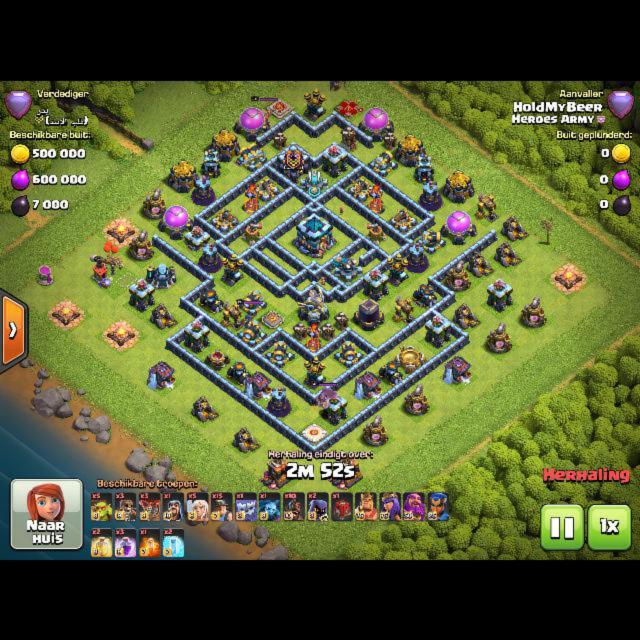 Verdediger
Beschikbare buit:
500 000
600 000
7 000
Aanvaller
HoldMyBeer
Heroes Army
Buit geplunderd:
0
0
0
Herhaling eindigt over:
2M 52S
Herhaling
Beschikbare troepen:
Naar
huis
1x